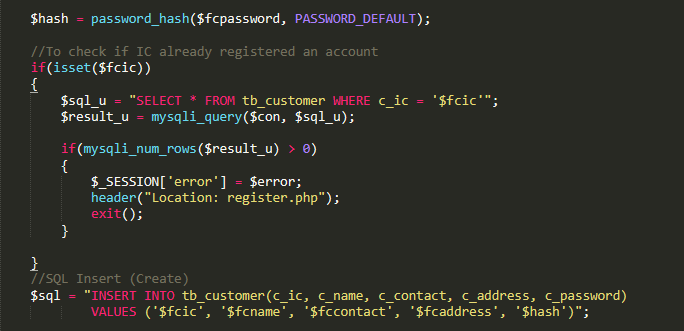 $hash = password_hash($fcpassword, PASSWORD_DEFAULT);
//To check if IC already registered an account
if(isset($fcic))
{
$sql_u = "SELECT * FROM tb_customer WHERE c_ic = '$fcic'";
$result_u = mysqli_query($con, $sql_u);
if(mysqli_num_rows($result_u) > 0)
{
$_SESSION['error'] = $error;
header("Location: register.php");
exit();
}
}
//SQL Insert (Create)
$sql = "INSERT INTO tb_customer(c_ic, c_name, c_contact, c_address, c_password)
VALUES ('$fcic', '$fcname', '$fccontact', '$fcaddress', '$hash')";